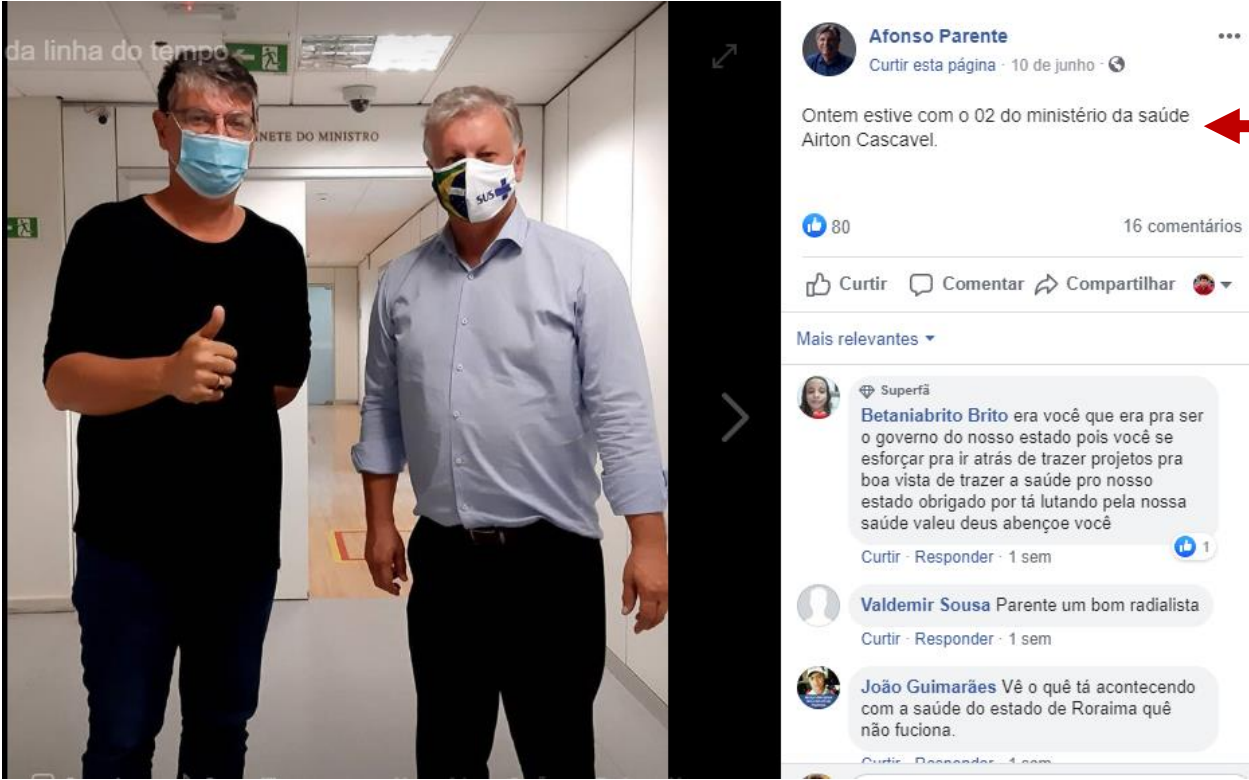 da linha do tempo
NETE DO MINISTRO
SUS
Afonso Parente
Curtir esta página · 10 de junho ·
Ontem estive com o 02 do ministério da saúde
Airton Cascavel.
80
16 comentários
Curtir
Comentar
Compartilhar
Mais relevantes
Superfã
Betaniabrito Brito era você que era pra ser
o governo do nosso estado pois você se
esforçar pra ir atrás de trazer projetos pra
boa vista de trazer a saúde pro nosso
estado obrigado por tá lutando pela nossa
saúde valeu deus abençoe você
1
Curtir · Responder · 1 sem
Valdemir Sousa Parente um bom radialista
Curtir · Responder · 1 sem
João Guimarães Vê o quê tá acontecendo
com a saúde do estado de Roraima quê
não fuciona.
Curtir · Responder · 1 sem